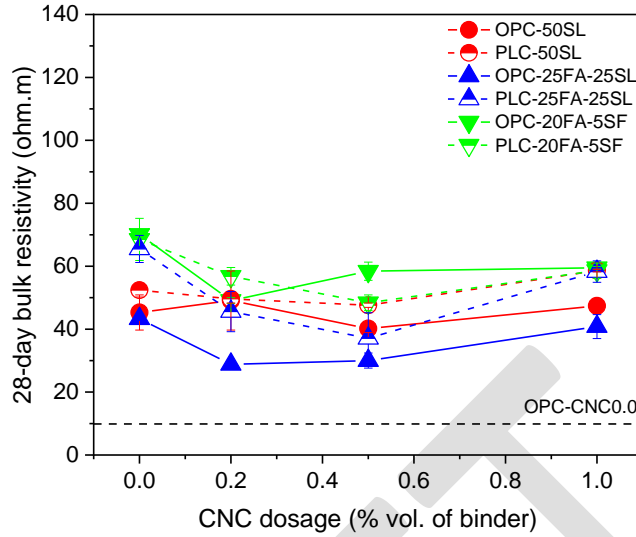 140
120
100
80
60
40
20
0
28-day bulk resistivity (ohm.m)
OPC-50SL
PLC-50SL
OPC-25FA-25SL
PLC-25FA-25SL
OPC-20FA-5SF
PLC-20FA-5SF
OPC-CNC0.0
0.0 0.2 0.4 0.6 0.8 1.0
CNC dosage (% vol. of binder)